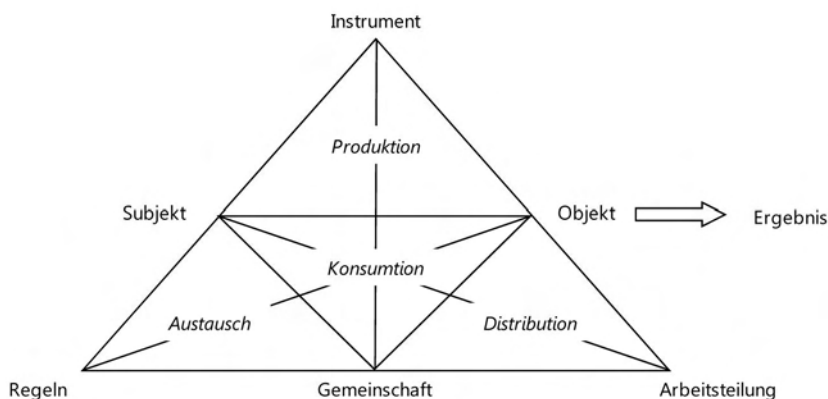 Instrument
Produktion
Subjekt
Objekt
Ergebnis
Konsumtion
Austausch
Distribution
Regeln
Gemeinschaft
Arbeitsteilung